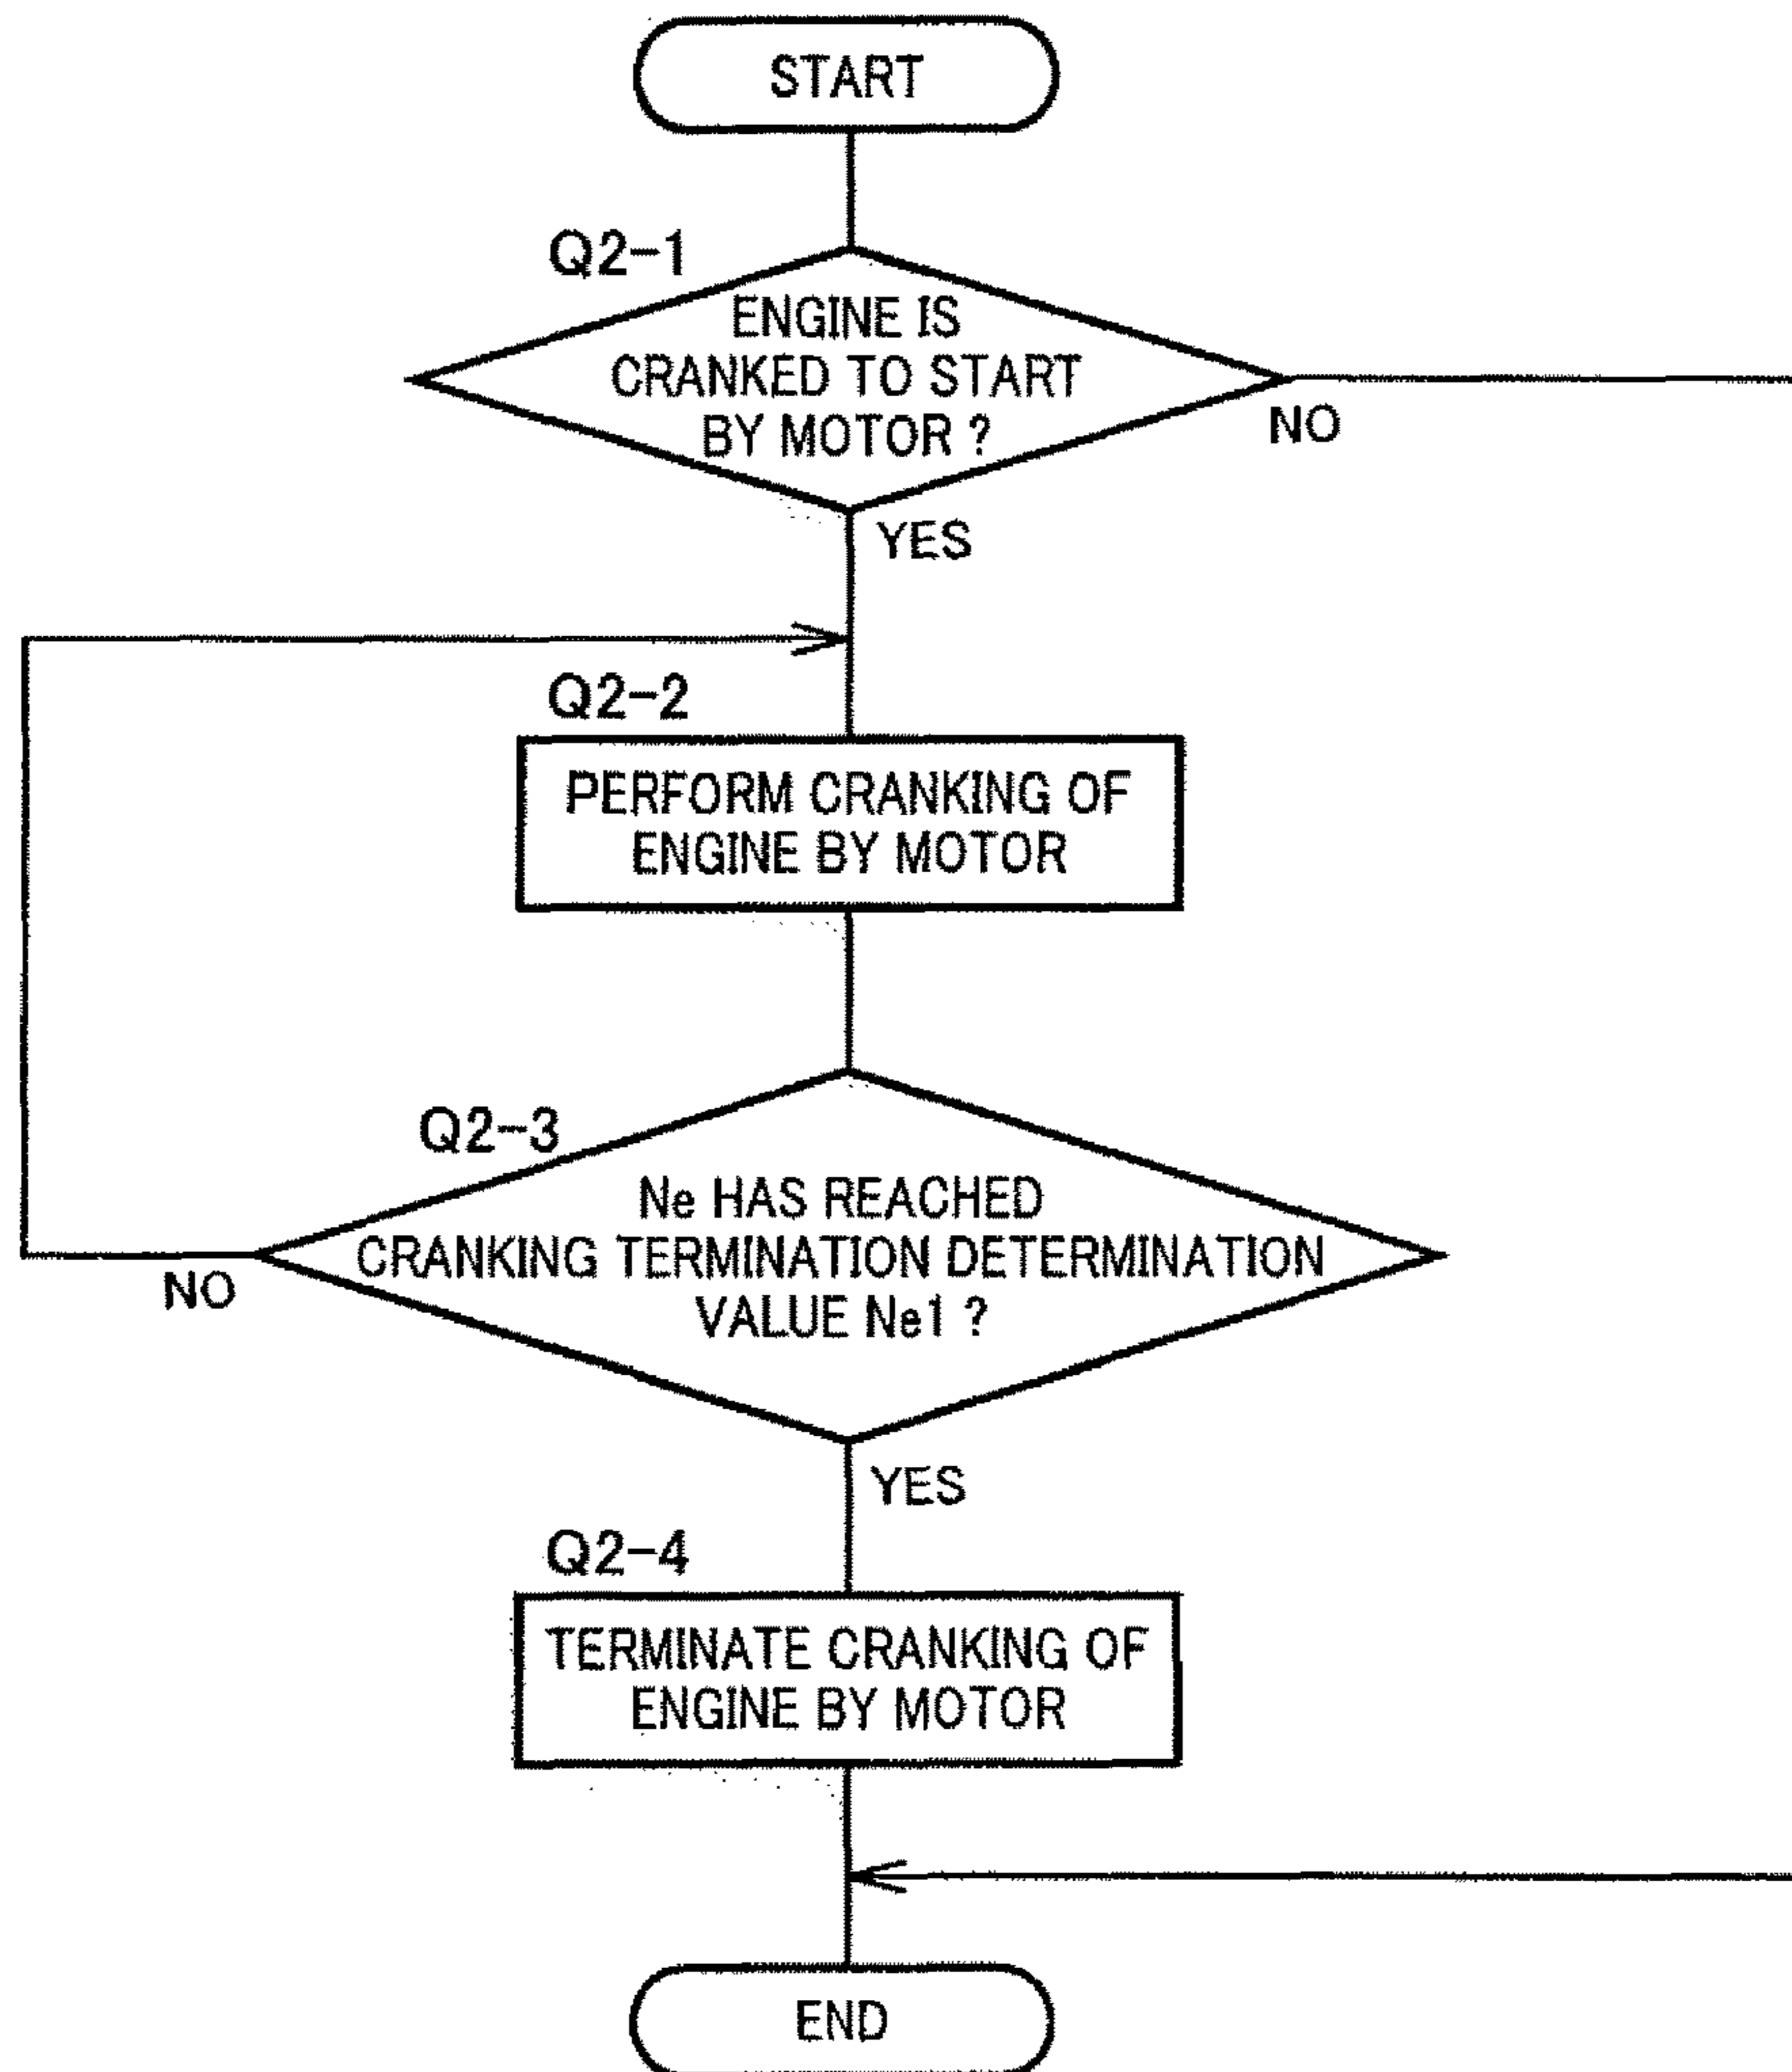 START
Q2-1
ENGINE IS
CRANKED TO START
BY MOTOR ?
NO
YES
Q2-2
PERFORM CRANKING OF
ENGINE BY MOTOR
Q2-3
Ne HAS REACHED
CRANKING TERMINATION DETERMINATION
VALUE Ne1 ?
NO
YES
Q2-4
TERMINATE CRANKING OF
ENGINE BY MOTOR
END